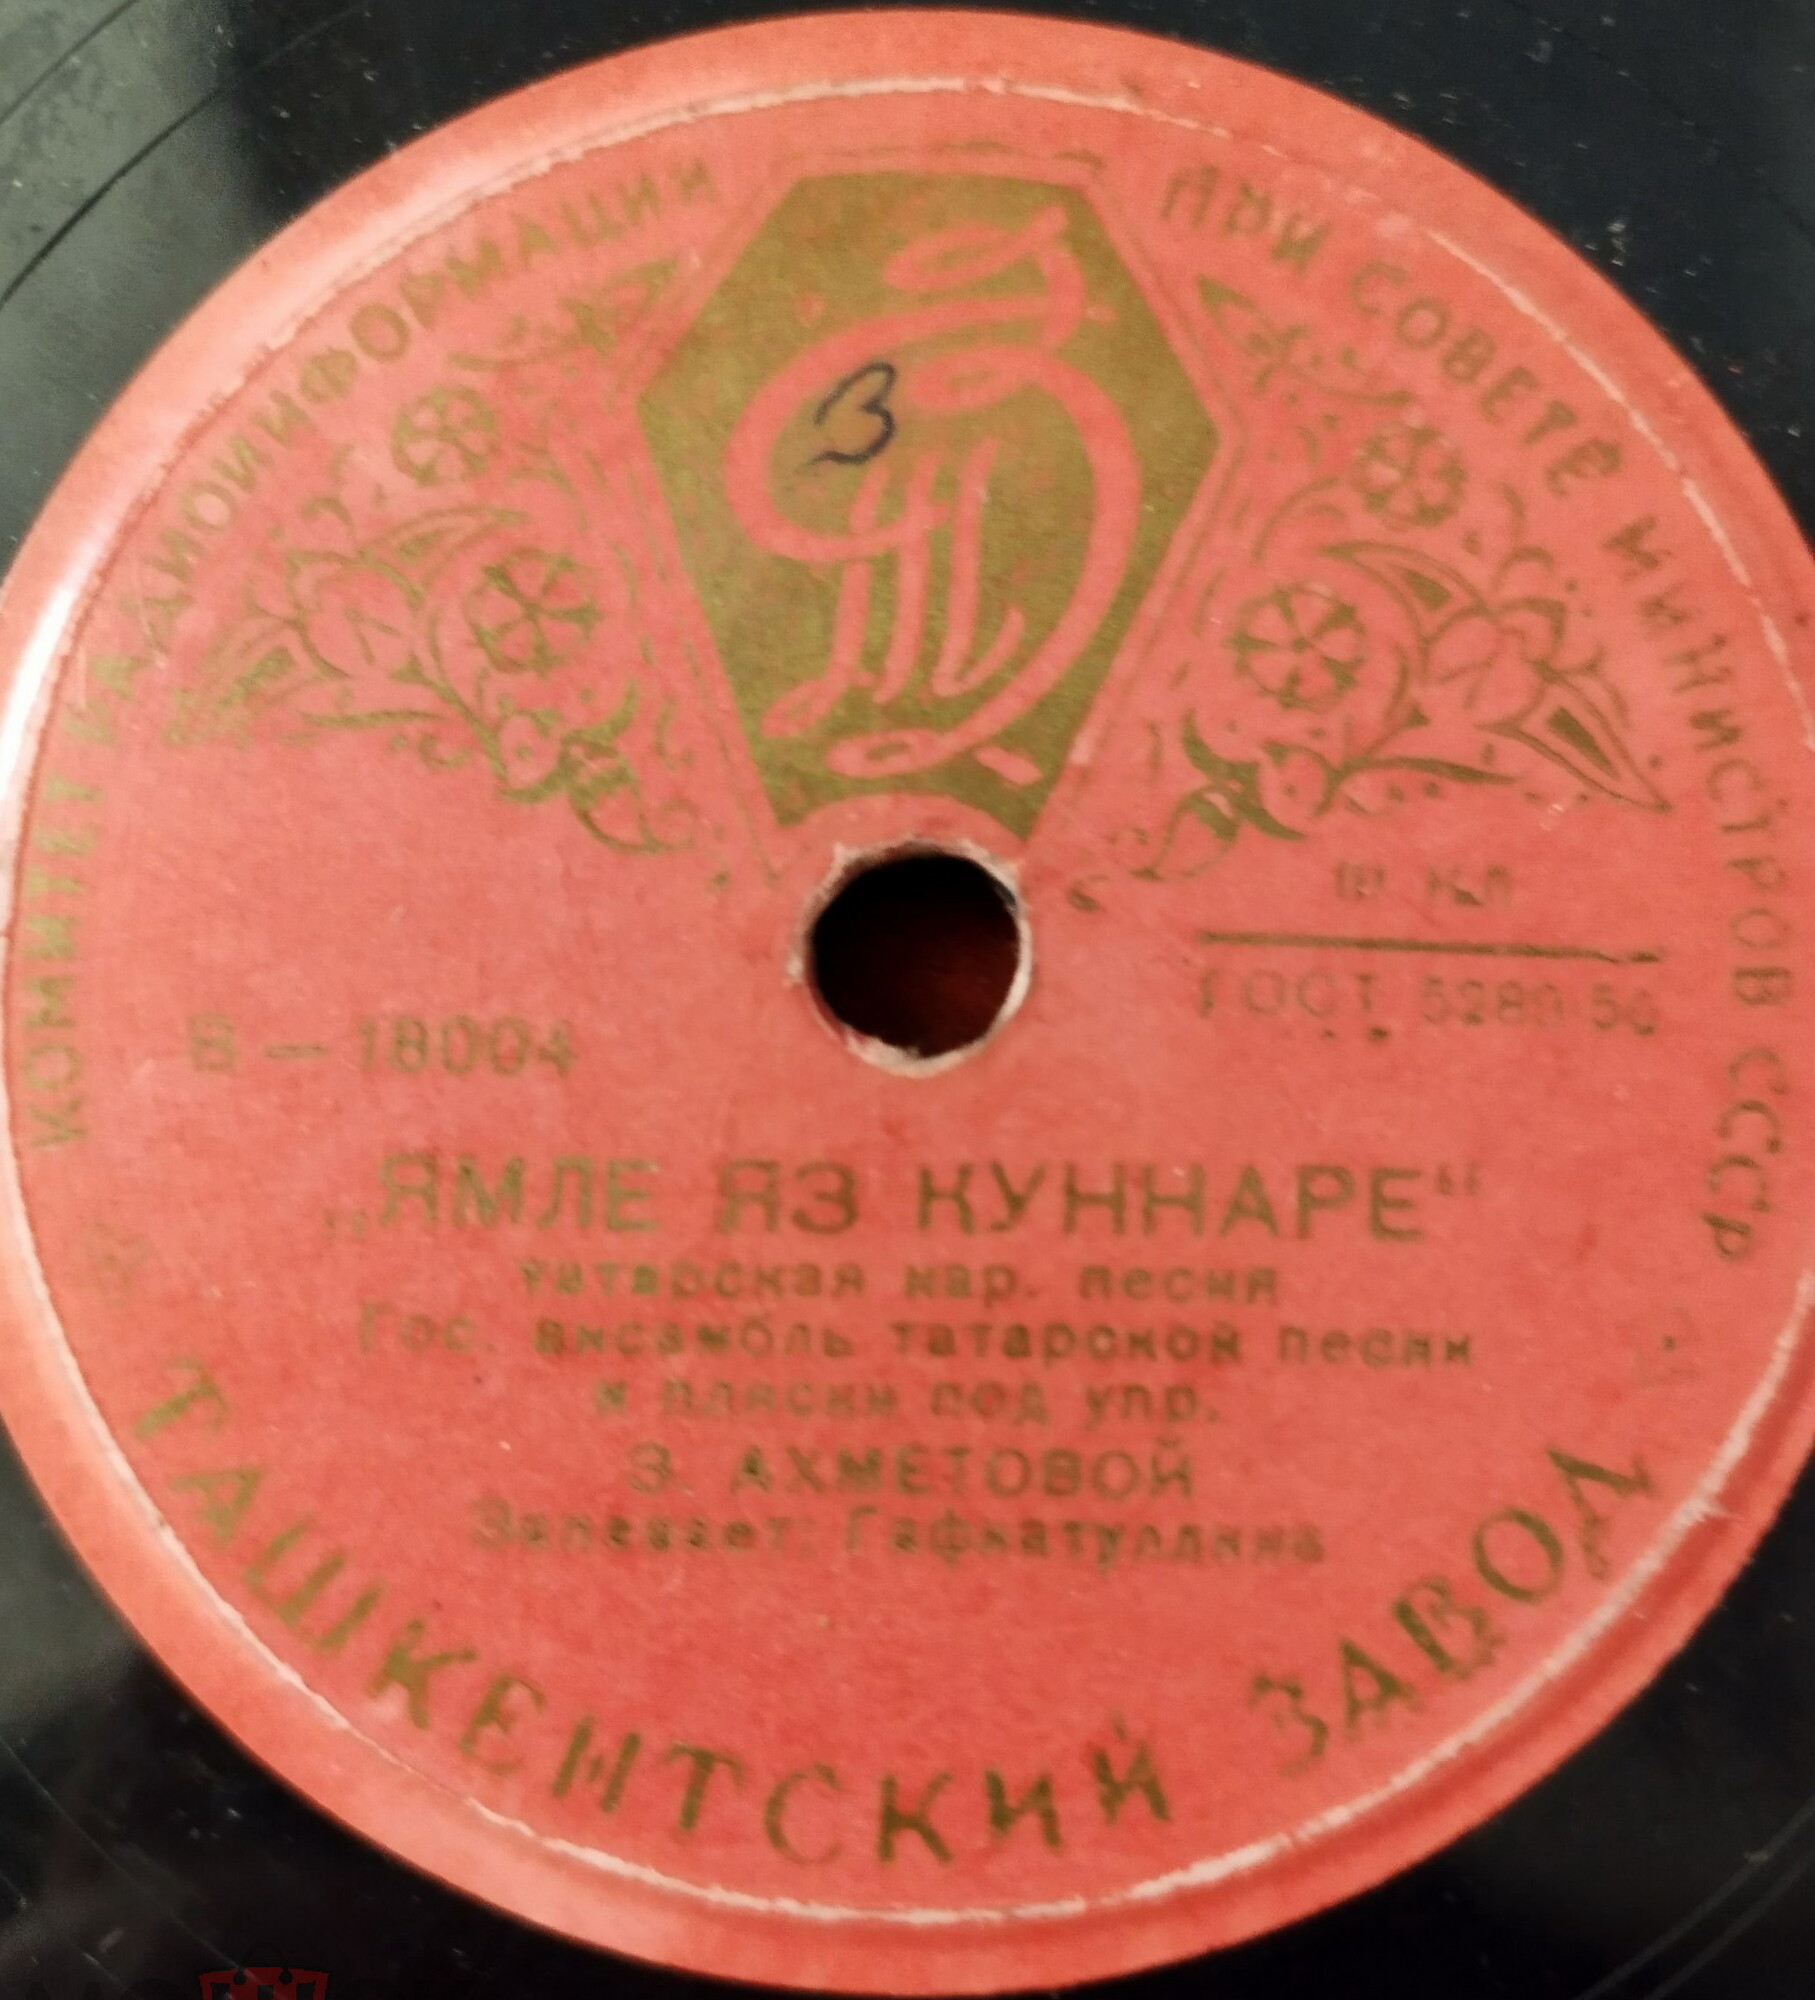 КОМИТЕТ РАДИОИНФОРМАЦИИ ПРИ СОВЕТЕ МИНИСТРОВ СССР
3
ГОСТ 5289-56
В — 18004
„ЯМЛЕ ЯЗ КУННАРЕ“
татарская нар. песня
Гос. ансамбль татарской песни
и пляски под упр.
З. АХМЕТОВОЙ
Запевает: Гафнатуллина
ТАШКЕНТСКИЙ ЗАВОД